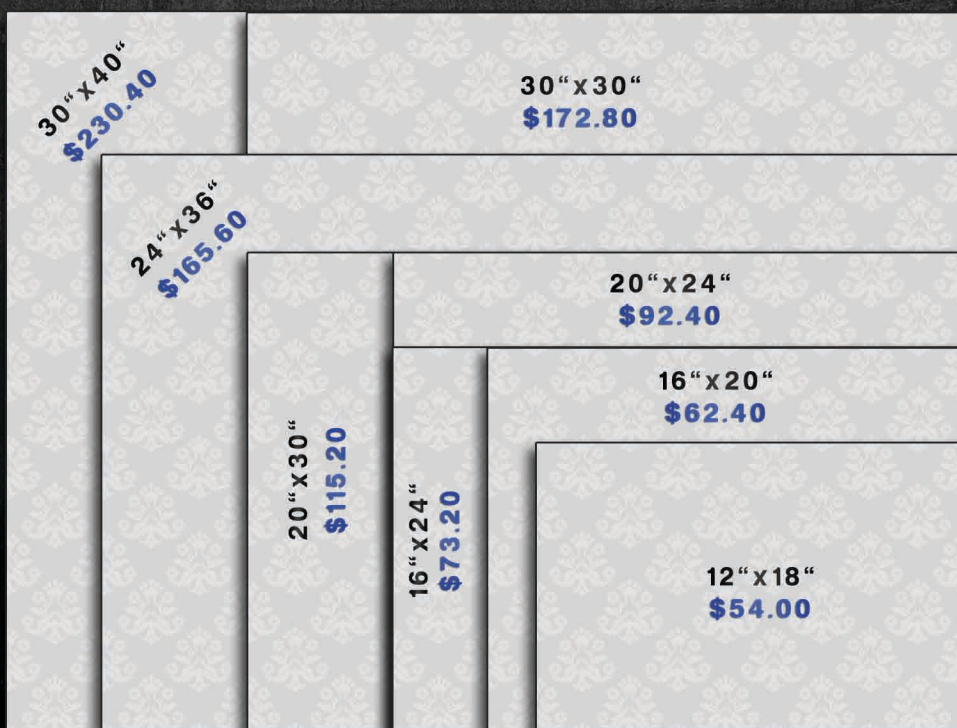 30“x40“
$230.40
30“x30“
$172.80
24“x36“
$165.60
20“x24“
$92.40
16“x20“
$62.40
20“x30“
$115.20
16“x24“
$73.20
12“x18“
$54.00